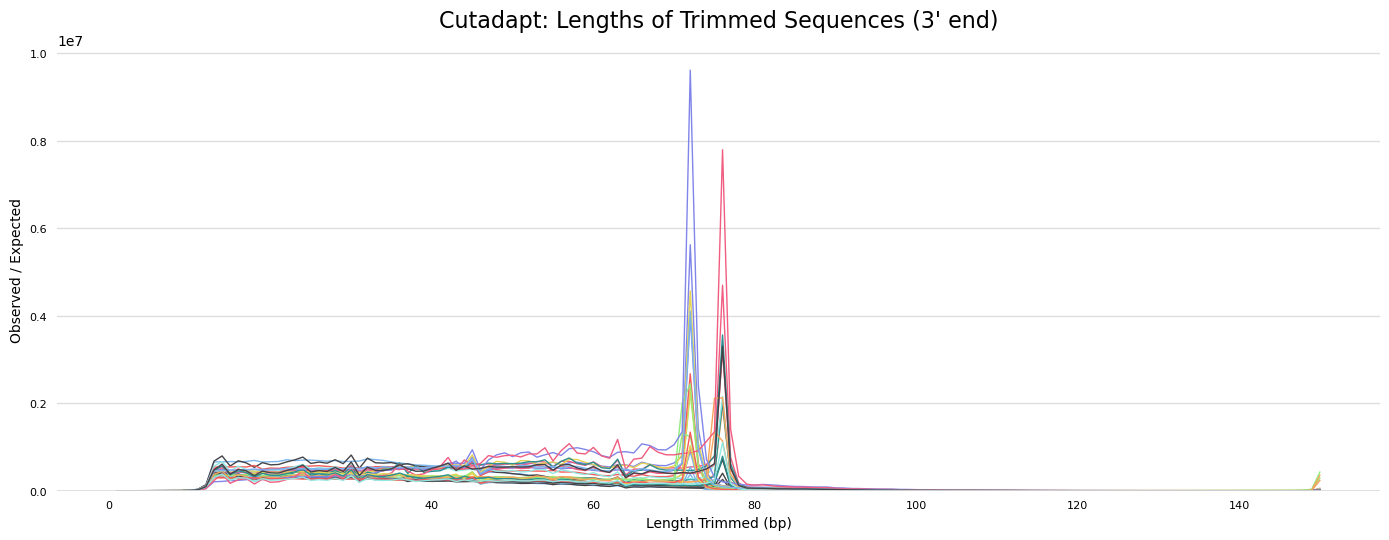 Cutadapt: Lengths of Trimmed Sequences (3' end)
1e7
1.0
0.8
0.6
0.4
0.2
0.0
Observed / Expected
0 20 40 60 80 100 120 140
Length Trimmed (bp)